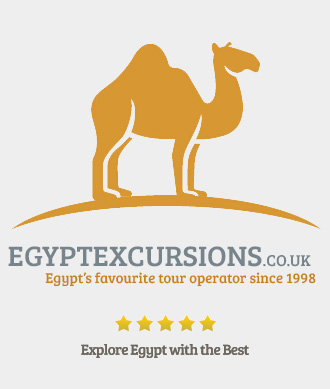 EGYPTEXCURSIONS.CO.UK
Egypt's favourite tour operator since 1998
Explore Egypt with the Best